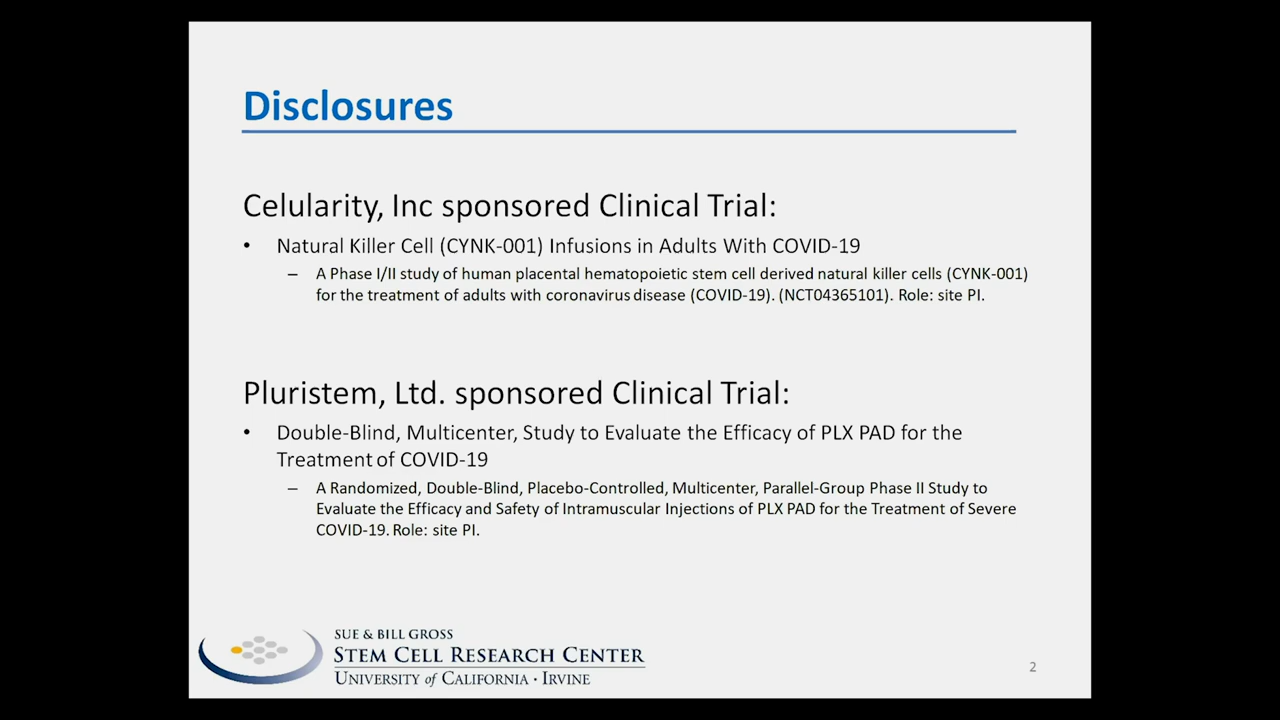 Disclosures
Celularity, Inc sponsored Clinical Trial:
• Natural Killer Cell (CYNK-001) Infusions in Adults With COVID-19
– A Phase I/II study of human placental hematopoietic stem cell derived natural killer cells (CYNK-001)
for the treatment of adults with coronavirus disease (COVID-19). (NCT04365101). Role: site PI.
Pluristem, Ltd. sponsored Clinical Trial:
• Double-Blind, Multicenter, Study to Evaluate the Efficacy of PLX PAD for the
Treatment of COVID-19
– A Randomized, Double-Blind, Placebo-Controlled, Multicenter, Parallel-Group Phase II Study to
Evaluate the Efficacy and Safety of Intramuscular Injections of PLX PAD for the Treatment of Severe
COVID-19. Role: site PI.
SUE & BILL GROSS
STEM CELL RESEARCH CENTER
UNIVERSITY of CALIFORNIA · IRVINE
2